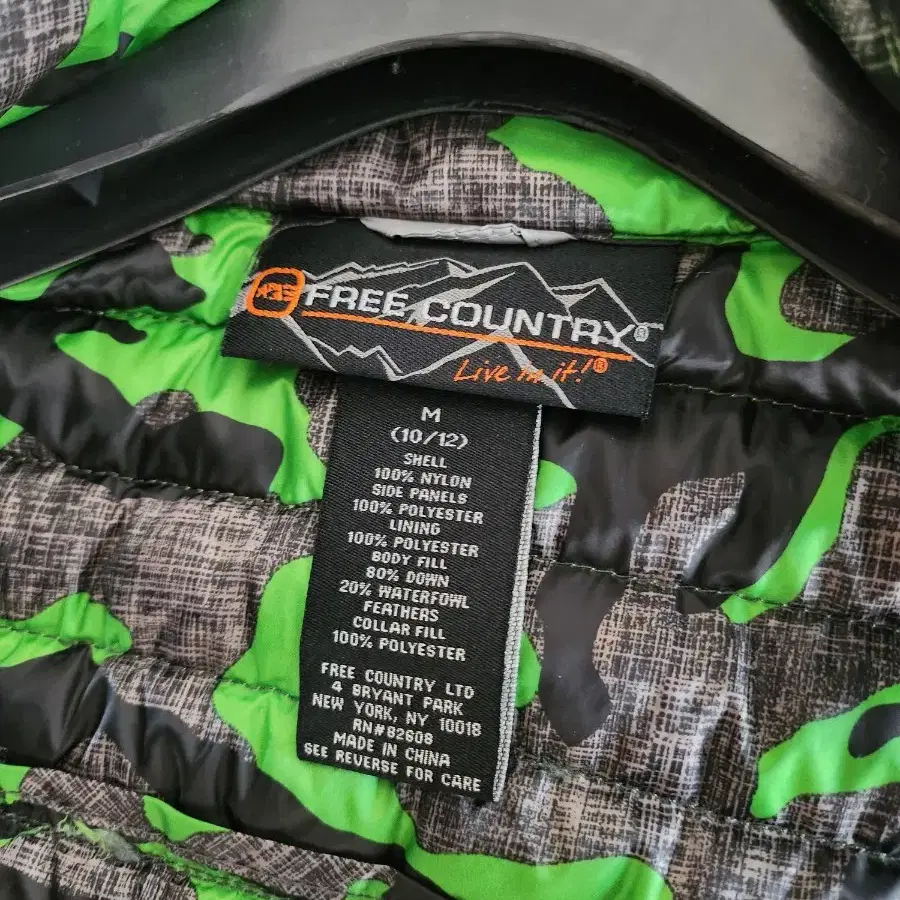 FREE COUNTRY®
Live in it!®
M
(10/12)
SHELL
100% NYLON
SIDE PANELS
100% POLYESTER
LINING
100% POLYESTER
BODY FILL
80% DOWN
20% WATERFOWL
FEATHERS
COLLAR FILL
100% POLYESTER
FREE COUNTRY LTD
4 BRYANT PARK
NEW YORK, NY 10018
RN#82608
MADE IN CHINA
SEE REVERSE FOR CARE